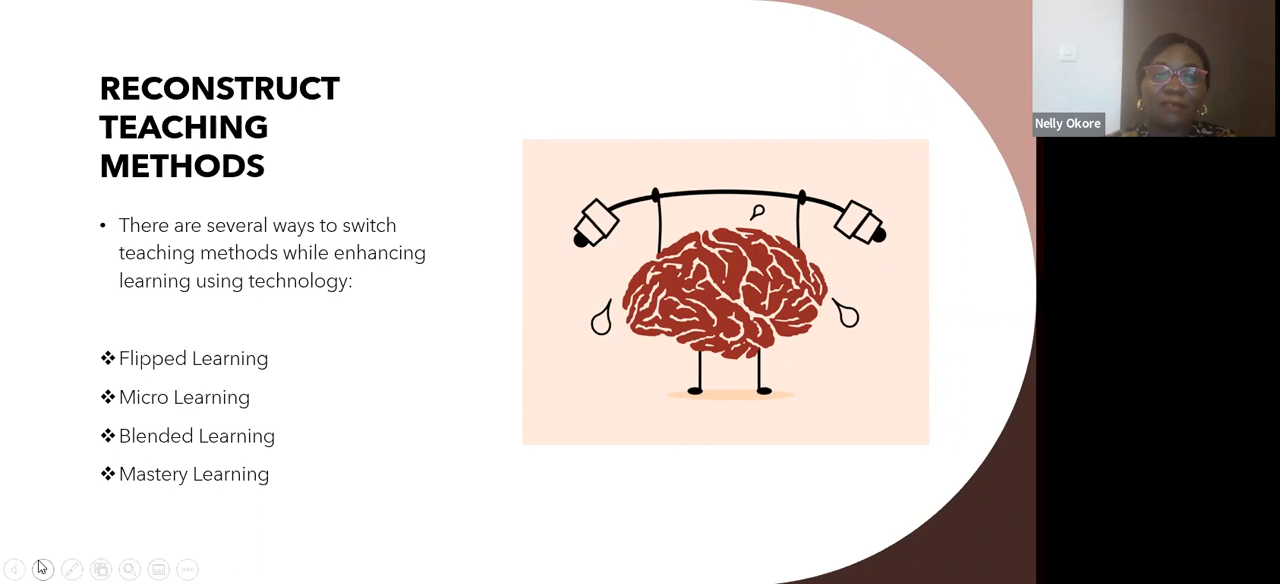 RECONSTRUCT
TEACHING
METHODS
• There are several ways to switch
teaching methods while enhancing
learning using technology:
❖ Flipped Learning
❖ Micro Learning
❖ Blended Learning
❖ Mastery Learning
Nelly Okore